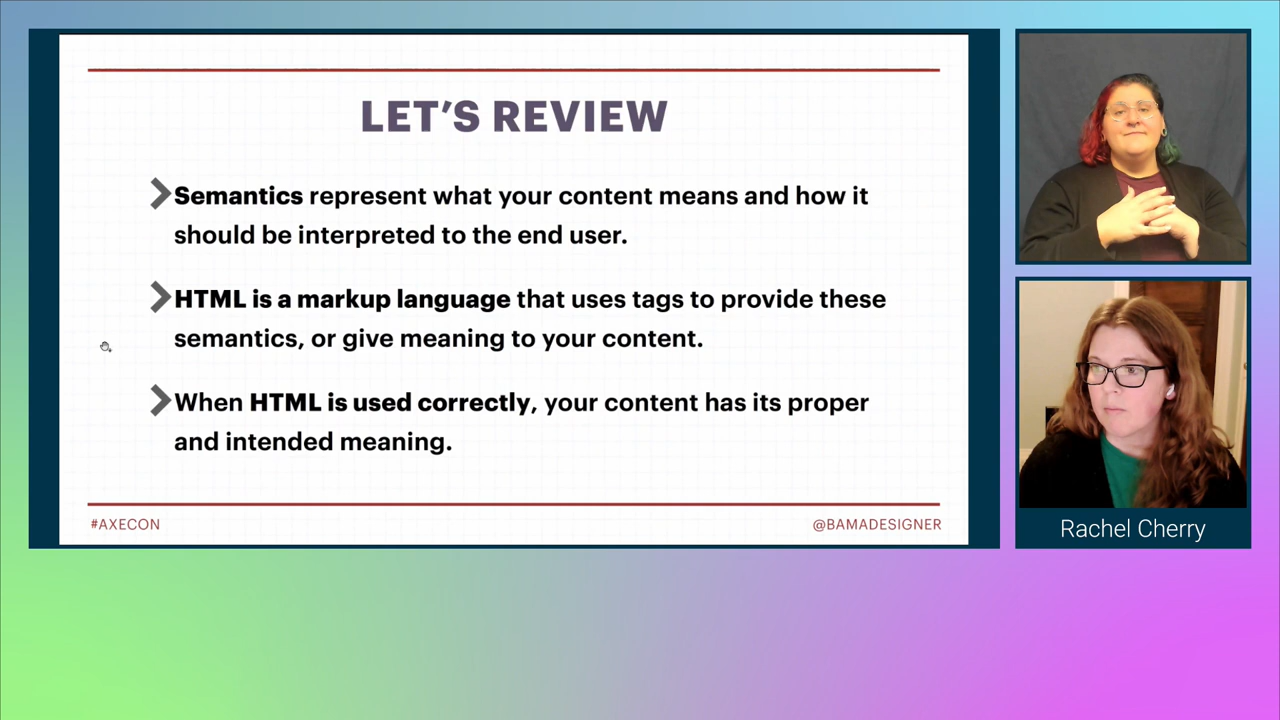 LET'S REVIEW
Semantics represent what your content means and how it
should be interpreted to the end user.
HTML is a markup language that uses tags to provide these
semantics, or give meaning to your content.
When HTML is used correctly, your content has its proper
and intended meaning.
#AXECON
@BAMADESIGNER
Rachel Cherry